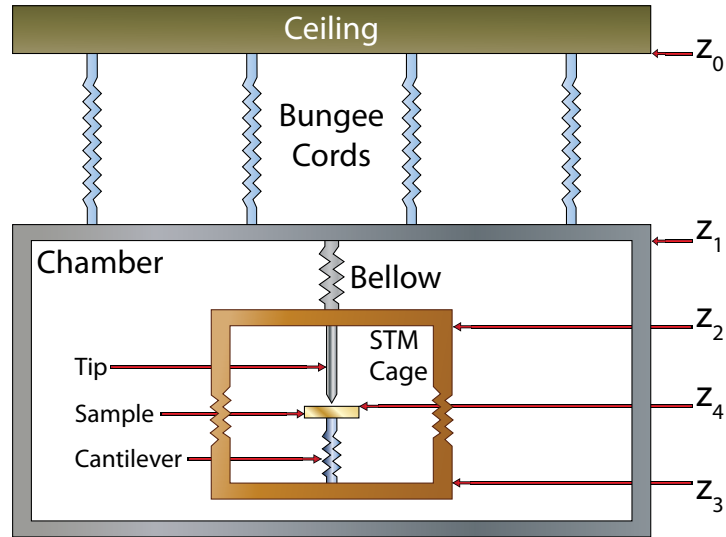 Ceiling
z0
Bungee
Cords
z1
Chamber
Bellow
z2
STM
Cage
Tip
z4
Sample
Cantilever
z3